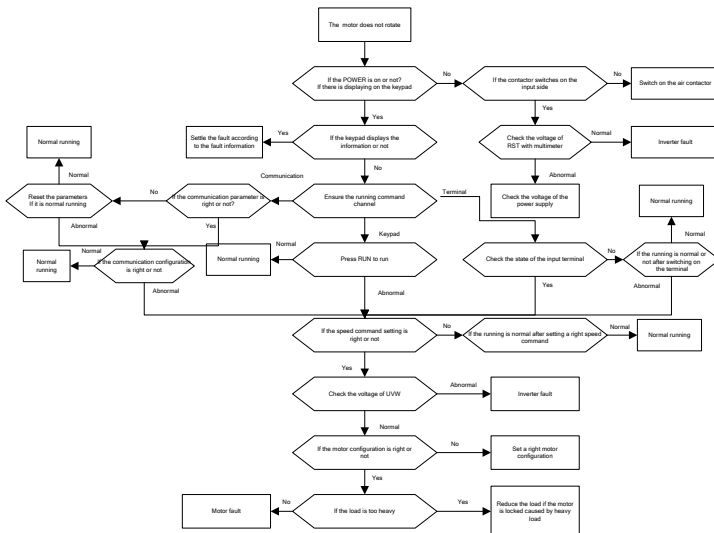 The motor does not rotate
If the POWER is on or not?
If there is displaying on the keypad
No
If the contactor switches on the
input side
No
Switch on the air contactor
Yes
Yes
Settle the fault according
to the fault information
Yes
If the keypad displays the
information or not
Check the voltage of
RST with multimeter
Normal
Inverter fault
Normal running
Normal
No
Abnormal
Communication
Reset the parameters
If it is normal running
No
If the communication parameter is
right or not?
Ensure the running command
channel
Terminal
Check the voltage of the
power supply
Normal running
Abnormal
Yes
Keypad
Normal
Normal
running
Normal
If the communication configuration
is right or not
Normal running
Normal
Press RUN to run
Check the state of the input terminal
No
If the running is normal or
not after switching on
the terminal
Abnormal
Abnormal
Yes
Abnormal
If the speed command setting is
right or not
No
If the running is normal after setting a right speed
command
Normal
Normal running
Yes
Check the voltage of UVW
Abnormal
Inverter fault
Normal
If the motor configuration is right or
not
No
Set a right motor
configuration
Yes
Motor fault
No
If the load is too heavy
Yes
Reduce the load if the motor
is locked caused by heavy
load